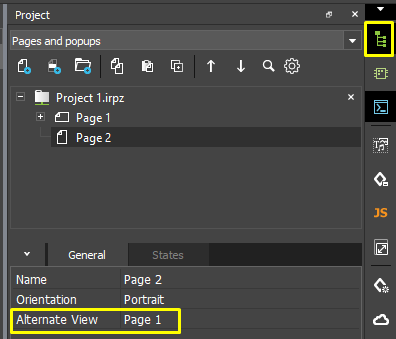 Project
Pages and popups
Project 1.irpz
Page 1
Page 2
General States
Name Page 2
Orientation Portrait
Alternate View Page 1
JS